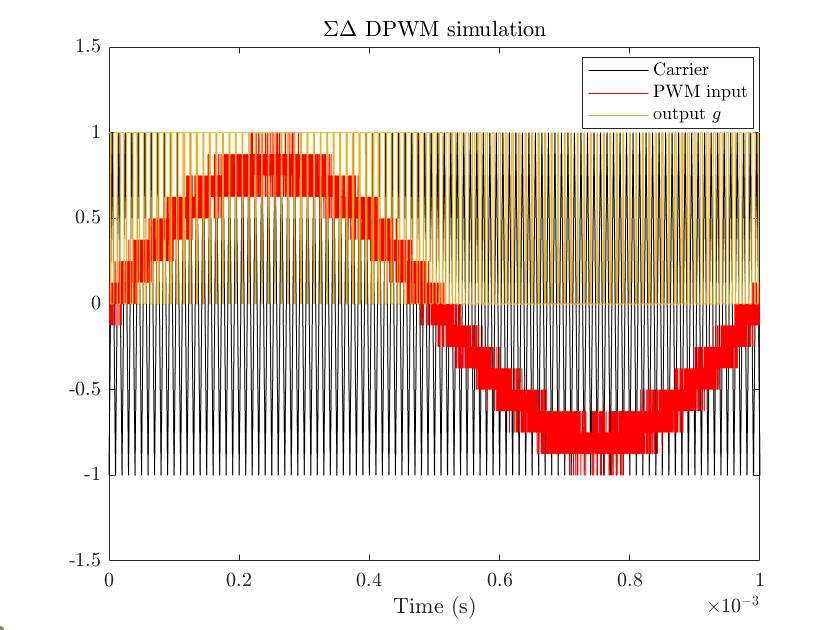 ΣΔ DPWM simulation
Carrier
PWM input
output g
1.5
1
0.5
0
-0.5
-1
-1.5
0 0.2 0.4 0.6 0.8 1
Time (s)
×10⁻³